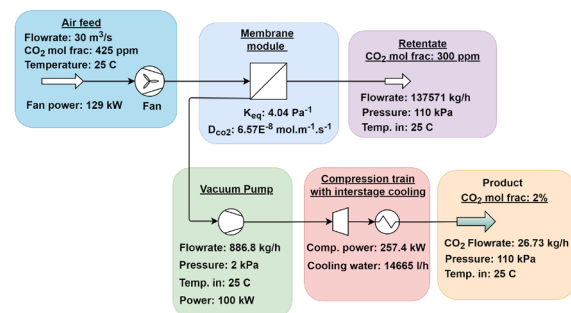 Air feed
Flowrate: 30 m³/s
CO₂ mol frac: 425 ppm
Temperature: 25 C
Fan power: 129 kW
Fan
Membrane
module
K_eq: 4.04 Pa⁻¹
D_co2: 6.57E⁻⁸ mol.m⁻¹.s⁻¹
Retentate
CO₂ mol frac: 300 ppm
Flowrate: 137571 kg/h
Pressure: 110 kPa
Temp. in: 25 C
Vacuum Pump
Flowrate: 886.8 kg/h
Pressure: 2 kPa
Temp. in: 25 C
Power: 100 kW
Compression train
with interstage cooling
Comp. power: 257.4 kW
Cooling water: 14665 l/h
Product
CO₂ mol frac: 2%
CO₂ Flowrate: 26.73 kg/h
Pressure: 110 kPa
Temp. in: 25 C